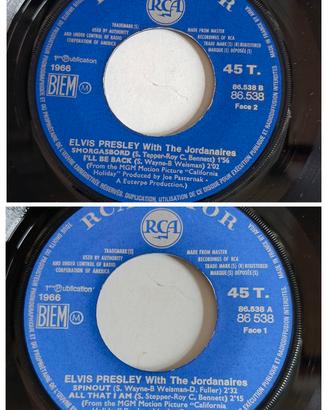 RCA
TRADEMARK(S)
USED BY AUTHORITY
AND UNDER CONTROL OF RADIO
CORPORATION OF AMERICA
MADE FROM MASTER
RECORDINGS OF RCA
TRADE MARK(S) (R) REGISTERED
MARQUE(S) DÉPOSÉE(S)
1ère Publication
1966
BIEM
45 T.
86.538 B
86.538
Face 2
ELVIS PRESLEY With The Jordanaires
SMORGASBORD (S. Tepper-Roy C. Bennett) 1'56
I'LL BE BACK (S. Wayne-B Weisman) 2'02
(From the MGM Motion Picture "California
Holiday" Produced by Joe Pasternak -
A Euterpe Production)
RCA
TRADEMARK(S)
USED BY AUTHORITY
AND UNDER CONTROL OF RADIO
CORPORATION OF AMERICA
MADE FROM MASTER
RECORDINGS OF RCA
TRADE MARK(S) (R) REGISTERED
MARQUE(S) DÉPOSÉE(S)
1ère Publication
1966
BIEM
45 T.
86.538 A
86 538
Face 1
ELVIS PRESLEY With The Jordanaires
SPINOUT (S. Wayne-B Weisman-D. Fuller) 2'32
ALL THAT I AM (S. Stepper-Roy C, Bennett) 2'15
(From the MGM Motion Picture "California